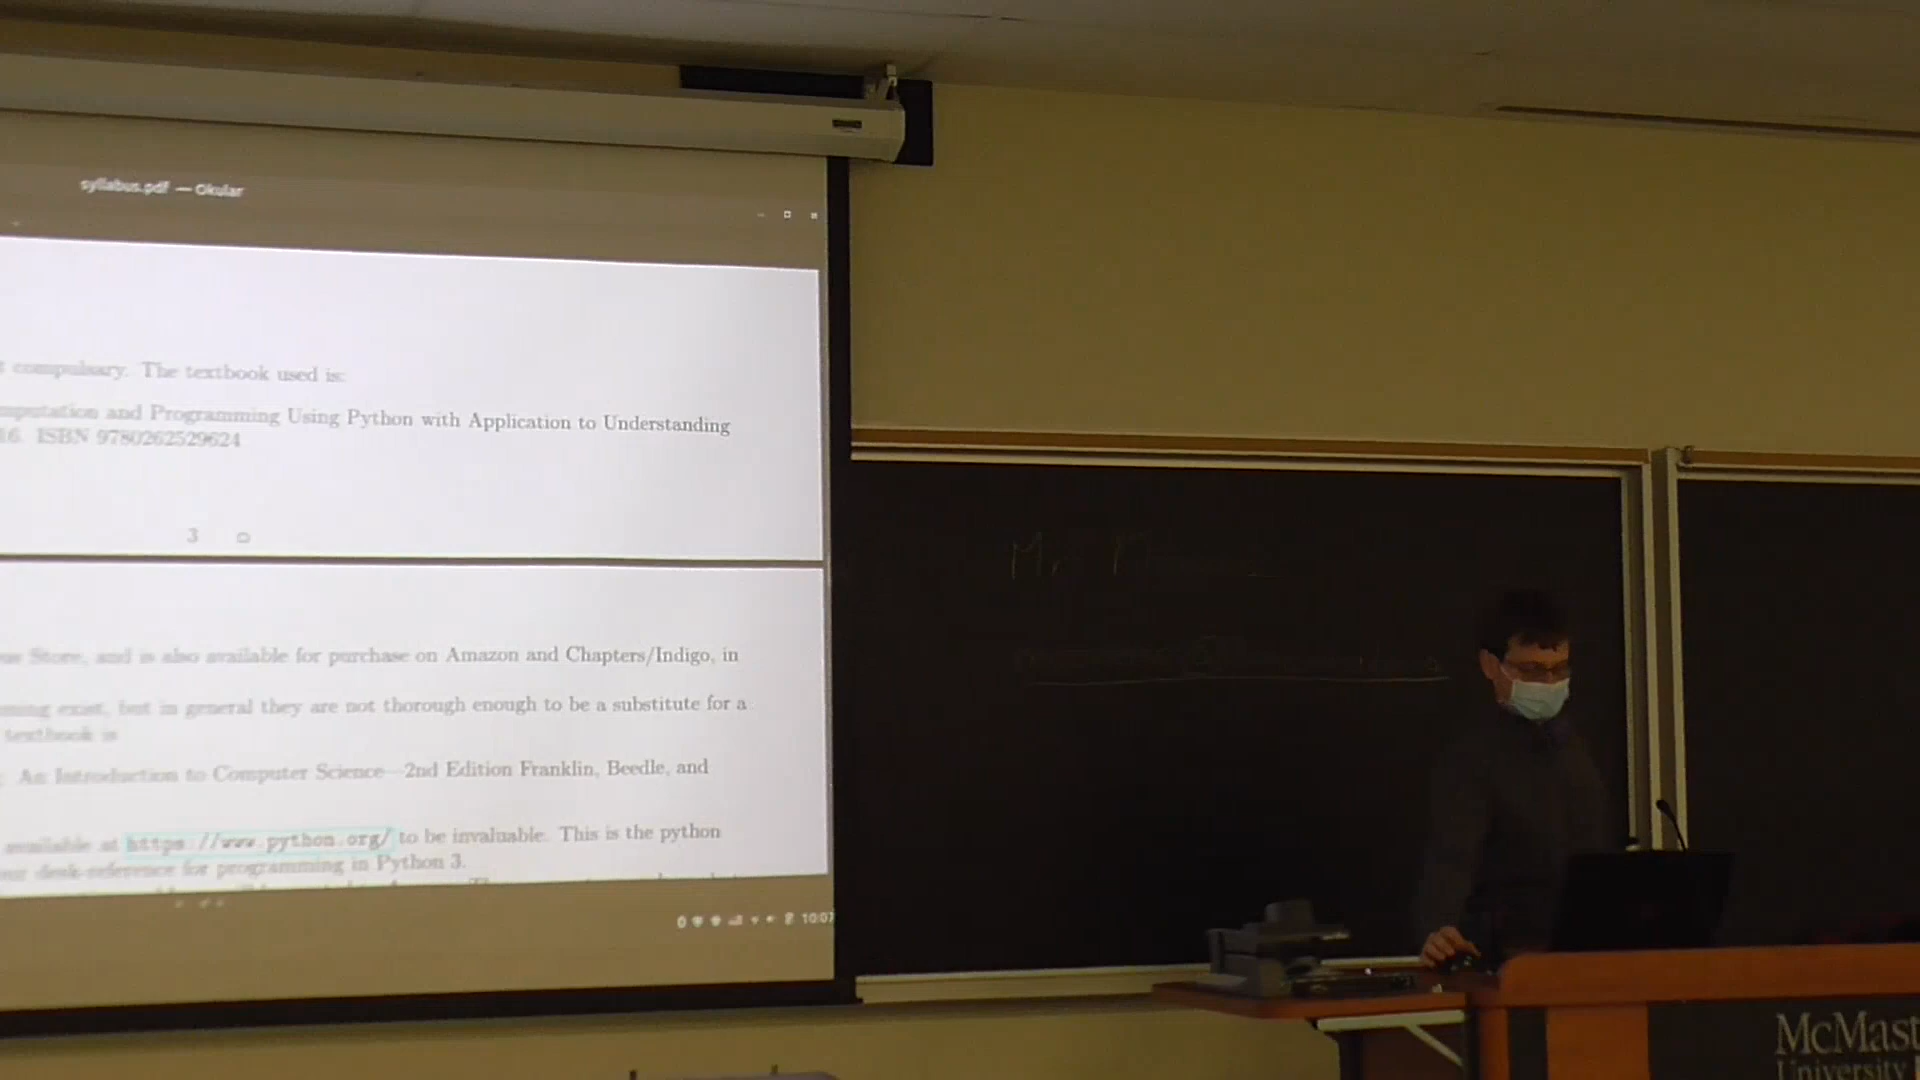 syllabus.pdf — Okular
compulsary. The textbook used is:
mputation and Programming Using Python with Application to Understanding
16. ISBN 9780262529624
3
Store, and is also available for purchase on Amazon and Chapters/Indigo, in
ming exist, but in general they are not thorough enough to be a substitute for a
textbook is
: An Introduction to Computer Science—2nd Edition Franklin, Beedle, and
available at https://www.python.org/ to be invaluable. This is the python
desk-reference for programming in Python 3.
10:07
Mr.
McMast
University